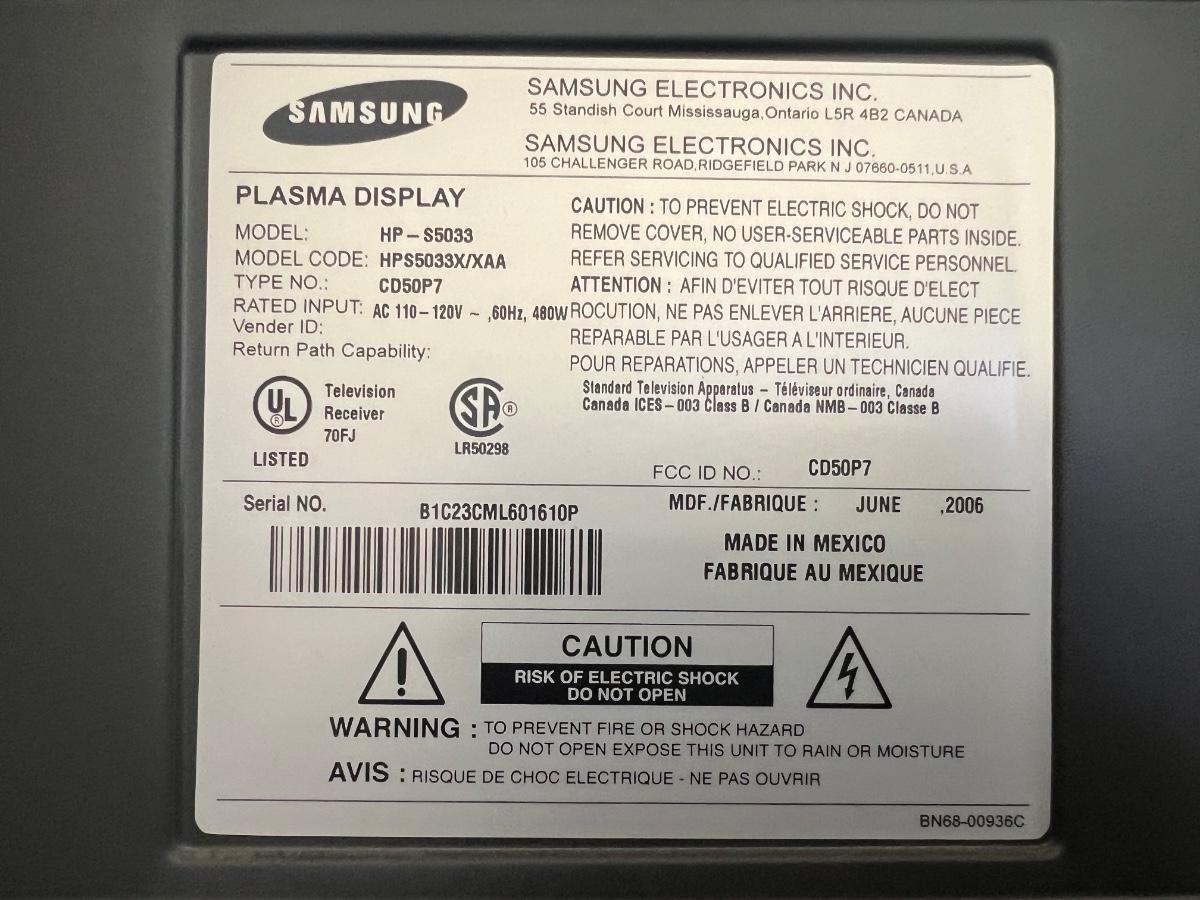 SAMSUNG
SAMSUNG ELECTRONICS INC.
55 Standish Court Mississauga,Ontario L5R 4B2 CANADA
SAMSUNG ELECTRONICS INC.
105 CHALLENGER ROAD,RIDGEFIELD PARK N J 07660-0511,U.S.A
PLASMA DISPLAY
MODEL: HP-S5033
MODEL CODE: HPS5033X/XAA
TYPE NO.: CD50P7
RATED INPUT: AC 110-120V ~ ,60Hz, 480W
Vender ID:
Return Path Capability:
CAUTION : TO PREVENT ELECTRIC SHOCK, DO NOT
REMOVE COVER, NO USER-SERVICEABLE PARTS INSIDE.
REFER SERVICING TO QUALIFIED SERVICE PERSONNEL.
ATTENTION : AFIN D'EVITER TOUT RISQUE D'ELECT
ROCUTION, NE PAS ENLEVER L'ARRIERE, AUCUNE PIECE
REPARABLE PAR L'USAGER A L'INTERIEUR.
POUR REPARATIONS, APPELER UN TECHNICIEN QUALIFIE.
Standard Television Apparatus – Téléviseur ordinaire, Canada
Canada ICES-003 Class B / Canada NMB-003 Classe B
UL ®
LISTED
Television
Receiver
70FJ
SA ®
LR50298
FCC ID NO.: CD50P7
Serial NO. B1C23CML601610P
MDF./FABRIQUE : JUNE ,2006
MADE IN MEXICO
FABRIQUE AU MEXIQUE
CAUTION
RISK OF ELECTRIC SHOCK
DO NOT OPEN
WARNING : TO PREVENT FIRE OR SHOCK HAZARD
DO NOT OPEN EXPOSE THIS UNIT TO RAIN OR MOISTURE
AVIS : RISQUE DE CHOC ELECTRIQUE - NE PAS OUVRIR
BN68-00936C